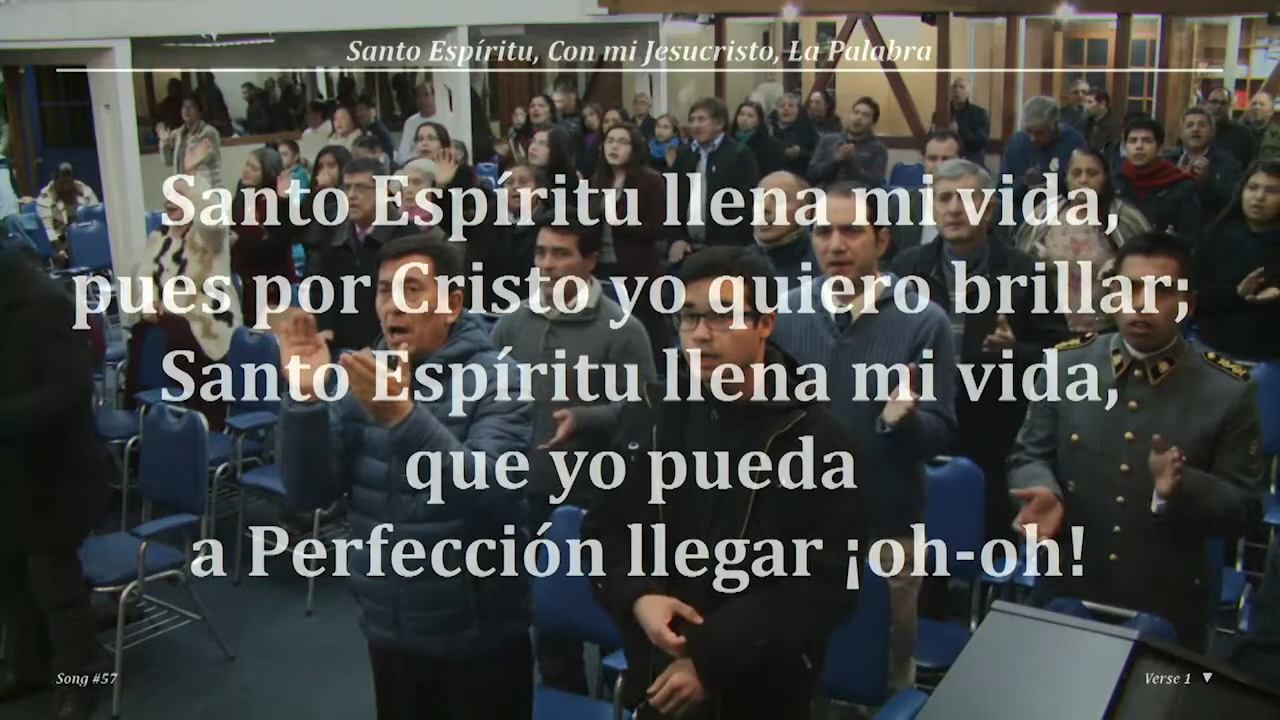 Santo Espíritu, Con mi Jesucristo, La Palabra
Santo Espíritu llena mi vida,
pues por Cristo yo quiero brillar;
Santo Espíritu llena mi vida,
que yo pueda
a Perfección llegar ¡oh-oh!
Song #57
Verse 1 ▼